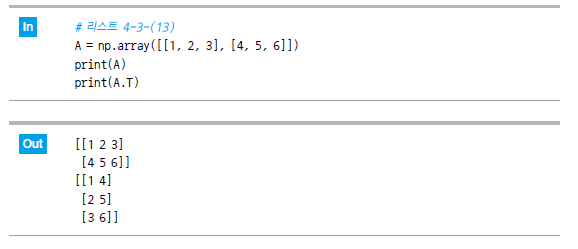 In
# 리스트 4-3-(13)
A = np.array([[1, 2, 3], [4, 5, 6]])
print(A)
print(A.T)
Out
[[1 2 3]
[4 5 6]]
[[1 4]
[2 5]
[3 6]]